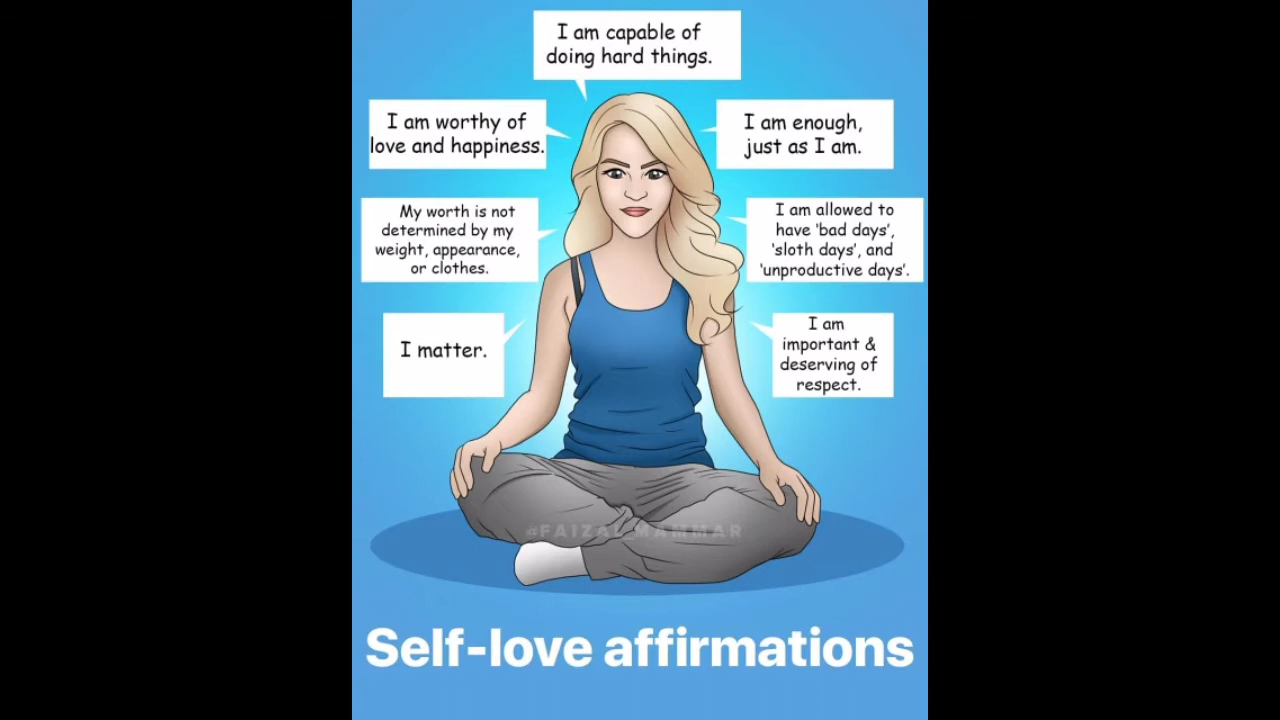 I am capable of
doing hard things.
I am worthy of
love and happiness.
I am enough,
just as I am.
My worth is not
determined by my
weight, appearance,
or clothes.
I am allowed to
have ‘bad days’,
‘sloth days’, and
‘unproductive days’.
I matter.
I am
important &
deserving of
respect.
#FAIZAL_MAMMAR
Self-love affirmations